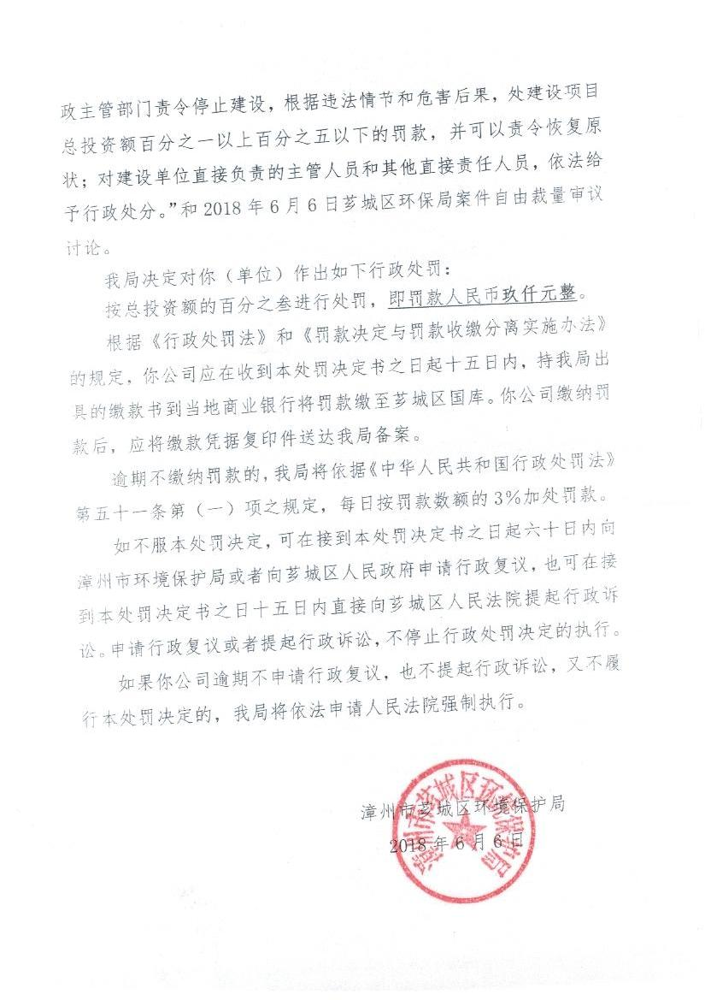 政主管部门责令停止建设，根据违法情节和危害后果，处建设项目
总投资额百分之一以上百分之五以下的罚款，并可以责令恢复原
状；对建设单位直接负责的主管人员和其他直接责任人员，依法给
予行政处分。”和 2018 年 6 月 6 日芗城区环保局案件自由裁量审议
讨论。
我局决定对你（单位）作出如下行政处罚：
按总投资额的百分之叁进行处罚，即罚款人民币玖仟元整。
根据《行政处罚法》和《罚款决定与罚款收缴分离实施办法》
的规定，你公司应在收到本处罚决定书之日起十五日内，持我局出
具的缴款书到当地商业银行将罚款缴至芗城区国库。你公司缴纳罚
款后，应将缴款凭据复印件送达我局备案。
逾期不缴纳罚款的，我局将依据《中华人民共和国行政处罚法》
第五十一条第（一）项之规定，每日按罚款数额的 3%加处罚款。
如不服本处罚决定，可在接到本处罚决定书之日起六十日内向
漳州市环境保护局或者向芗城区人民政府申请行政复议，也可在接
到本处罚决定书之日十五日内直接向芗城区人民法院提起行政诉
讼。申请行政复议或者提起行政诉讼，不停止行政处罚决定的执行。
如果你公司逾期不申请行政复议，也不提起行政诉讼，又不履
行本处罚决定的，我局将依法申请人民法院强制执行。
漳州市芗城区环境保护局
2018 年 6 月 6 日
漳州市芗城区环境保护局